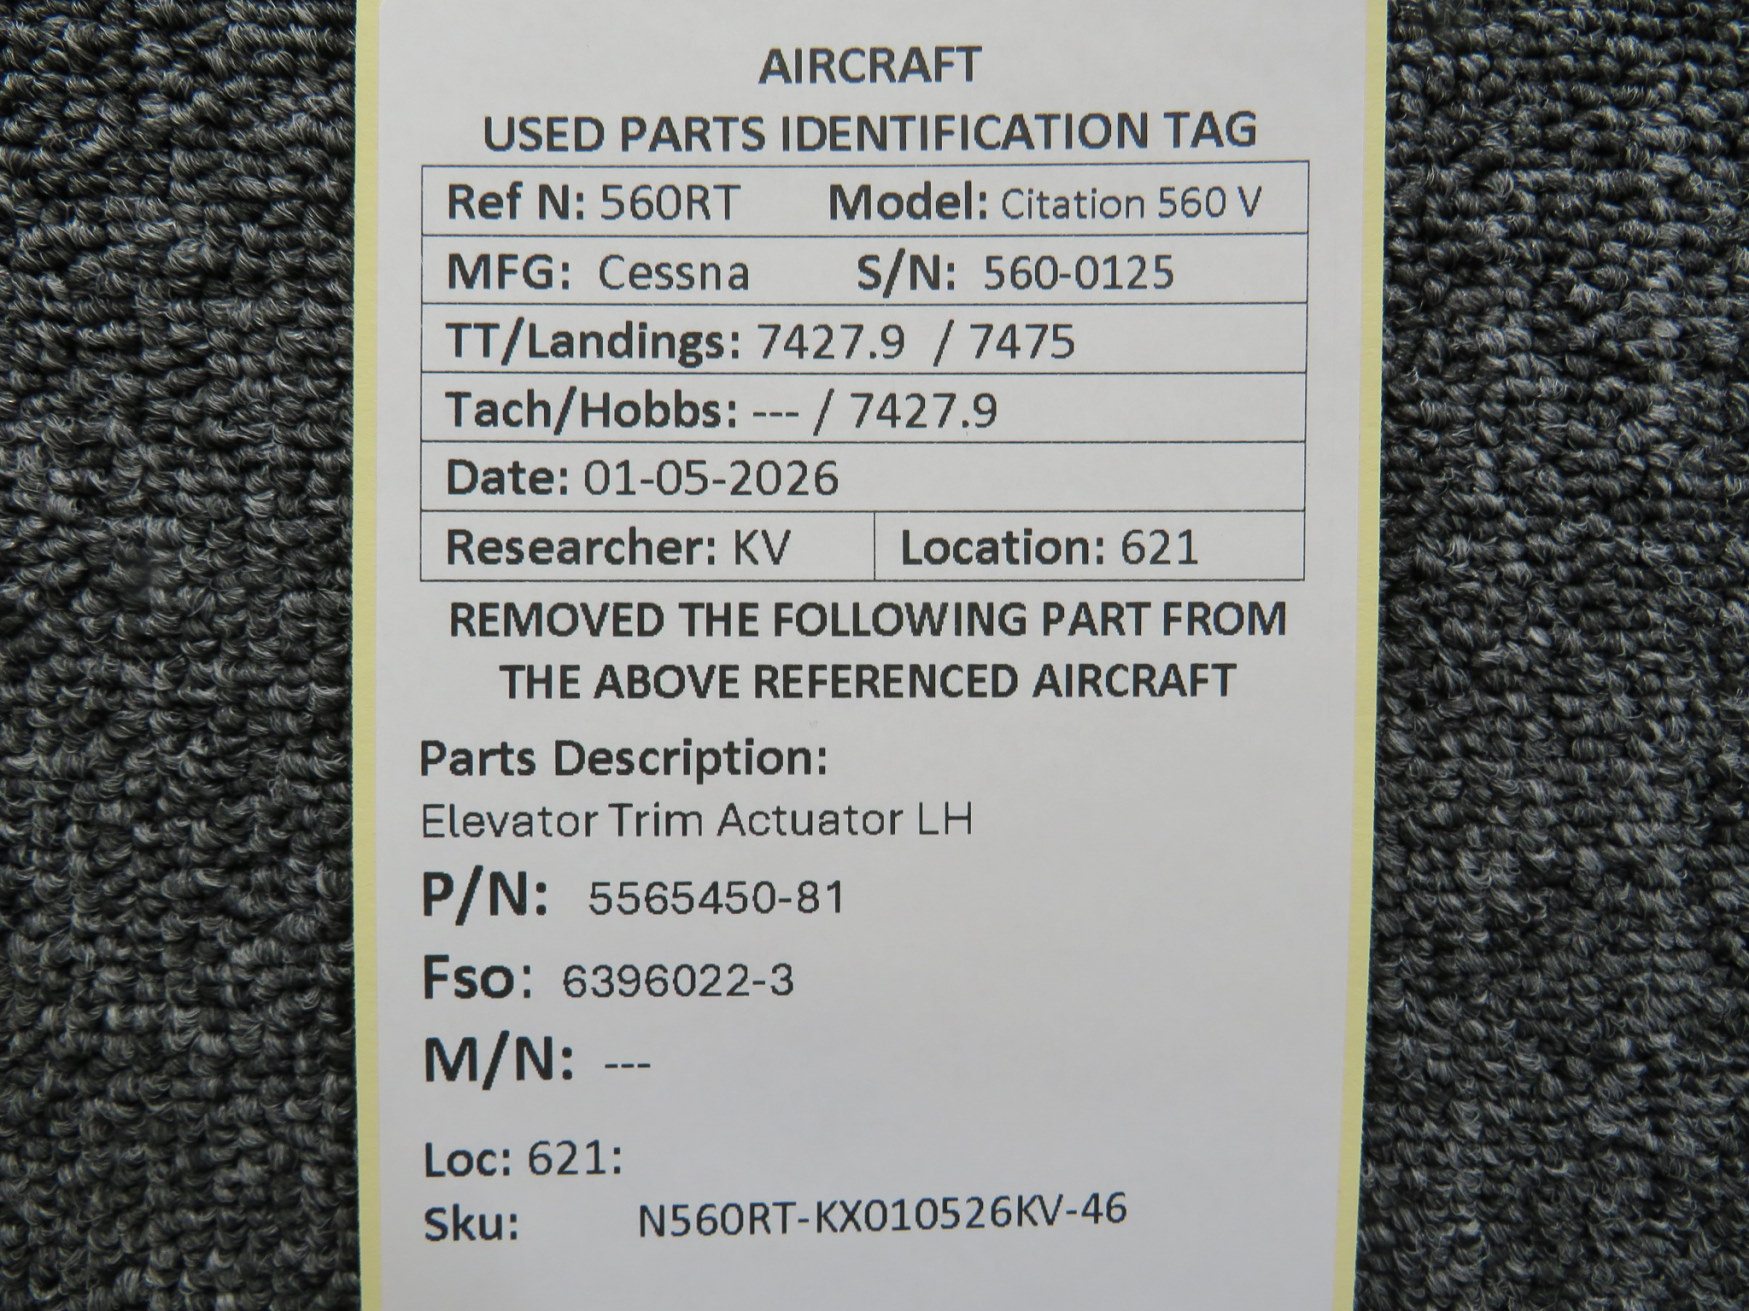 AIRCRAFT
USED PARTS IDENTIFICATION TAG
Ref N: 560RT Model: Citation 560 V
MFG: Cessna S/N: 560-0125
TT/Landings: 7427.9 / 7475
Tach/Hobbs: --- / 7427.9
Date: 01-05-2026
Researcher: KV Location: 621
REMOVED THE FOLLOWING PART FROM
THE ABOVE REFERENCED AIRCRAFT
Parts Description:
Elevator Trim Actuator LH
P/N: 5565450-81
Fso: 6396022-3
M/N: ---
Loc: 621:
Sku: N560RT-KX010526KV-46